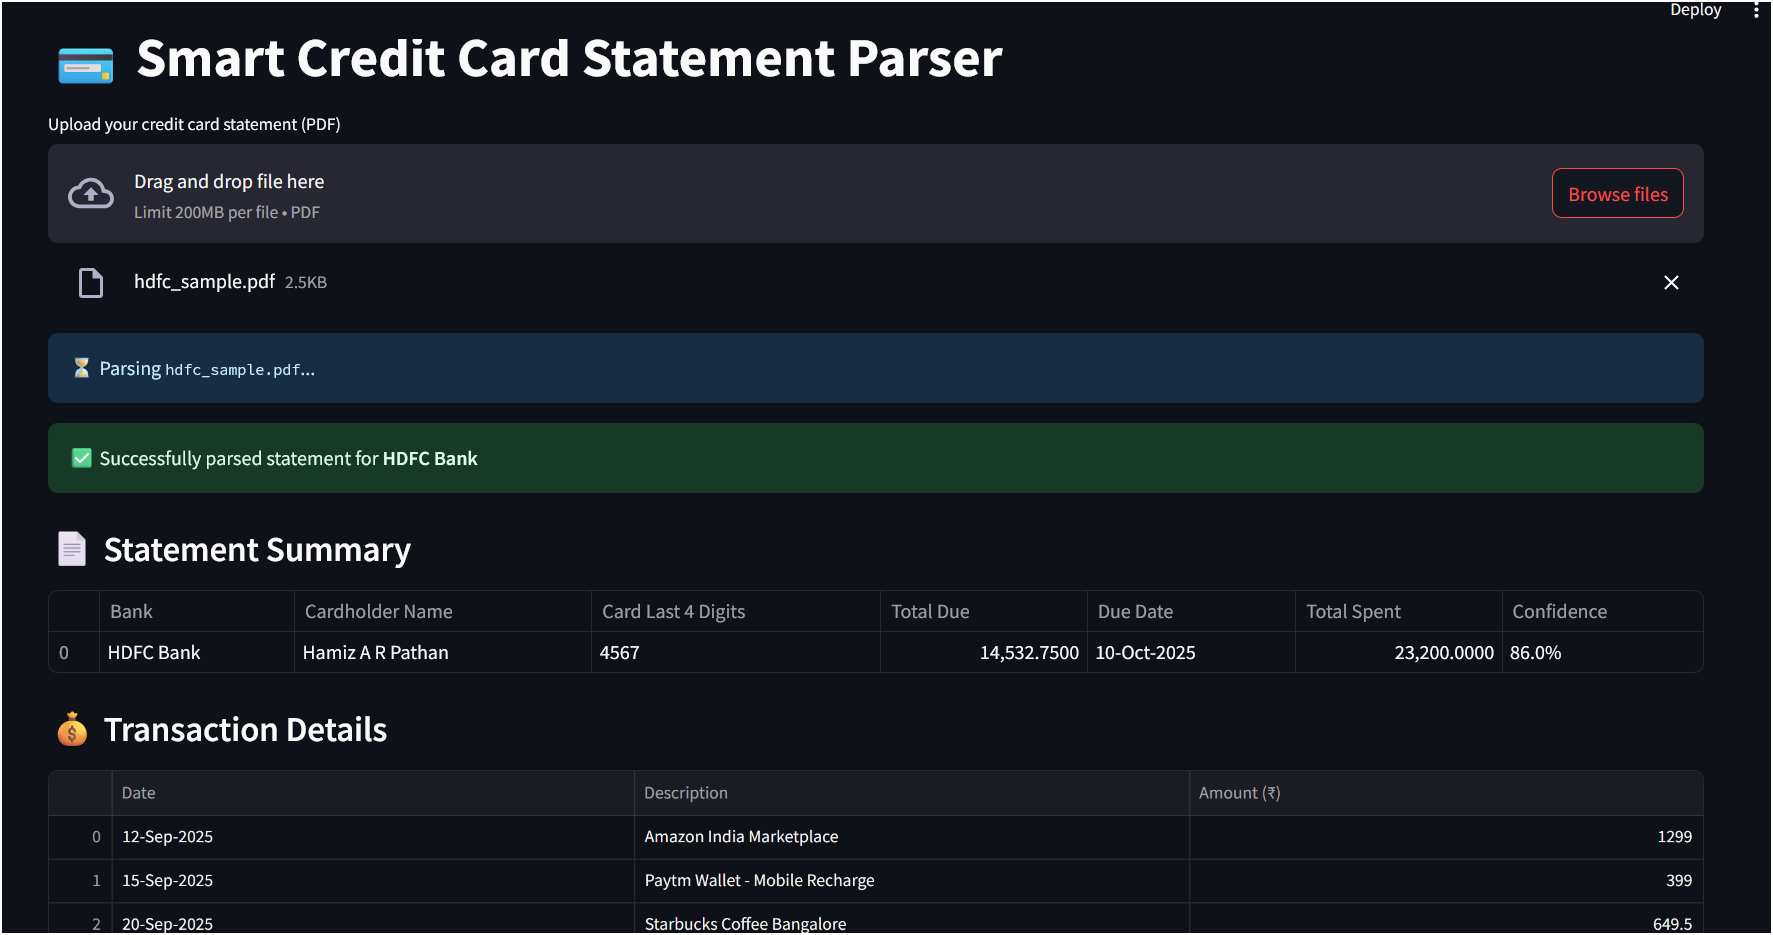 Deploy
Smart Credit Card Statement Parser
Upload your credit card statement (PDF)
Drag and drop file here
Limit 200MB per file • PDF
Browse files
hdfc_sample.pdf 2.5KB
Parsing hdfc_sample.pdf...
Successfully parsed statement for HDFC Bank
Statement Summary
Bank Cardholder Name Card Last 4 Digits Total Due Due Date Total Spent Confidence
0 HDFC Bank Hamiz A R Pathan 4567 14,532.7500 10-Oct-2025 23,200.0000 86.0%
Transaction Details
Date Description Amount (₹)
0 12-Sep-2025 Amazon India Marketplace 1299
1 15-Sep-2025 Paytm Wallet - Mobile Recharge 399
2 20-Sep-2025 Starbucks Coffee Bangalore 649.5